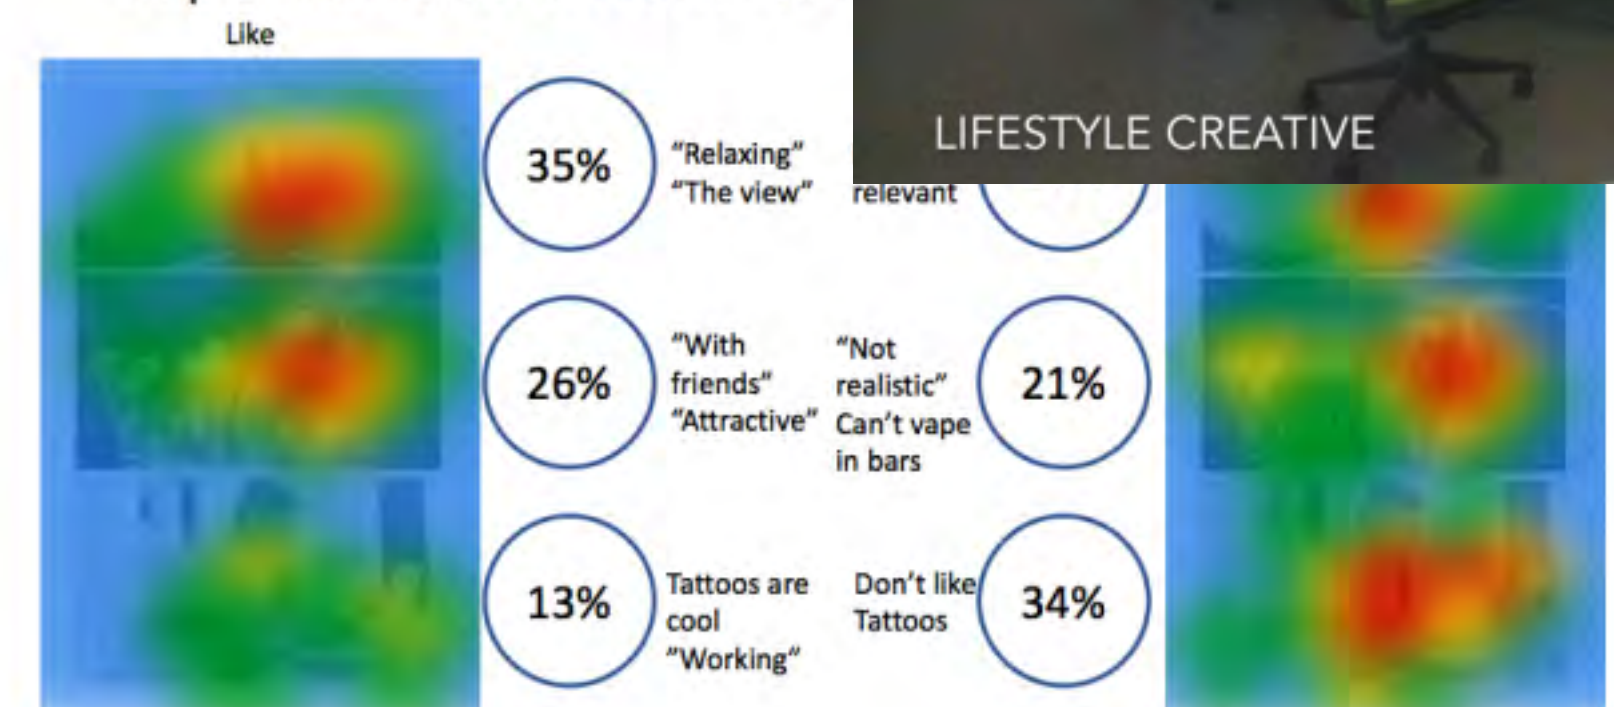 Like
35%
“Relaxing”
“The view”
relevant
LIFESTYLE CREATIVE
26%
“With
friends”
“Attractive”
“Not
realistic”
Can’t vape
in bars
21%
13%
Tattoos are
cool
“Working”
Don’t like
Tattoos
34%